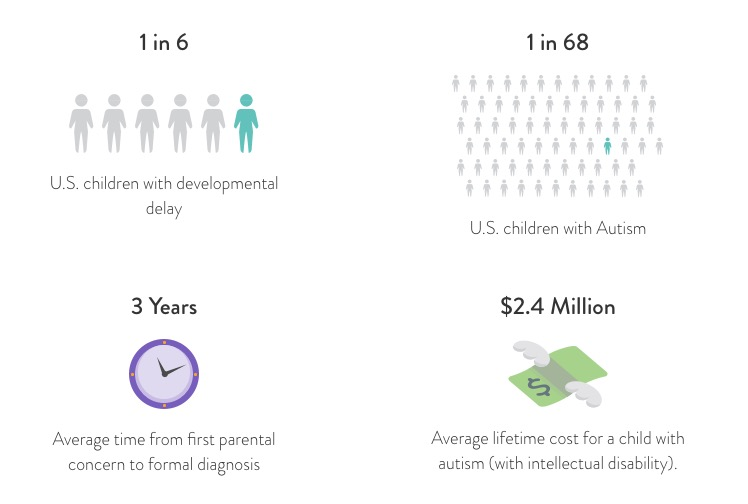 1 in 6
U.S. children with developmental
delay
1 in 68
U.S. children with Autism
3 Years
Average time from first parental
concern to formal diagnosis
$2.4 Million
$
Average lifetime cost for a child with
autism (with intellectual disability).